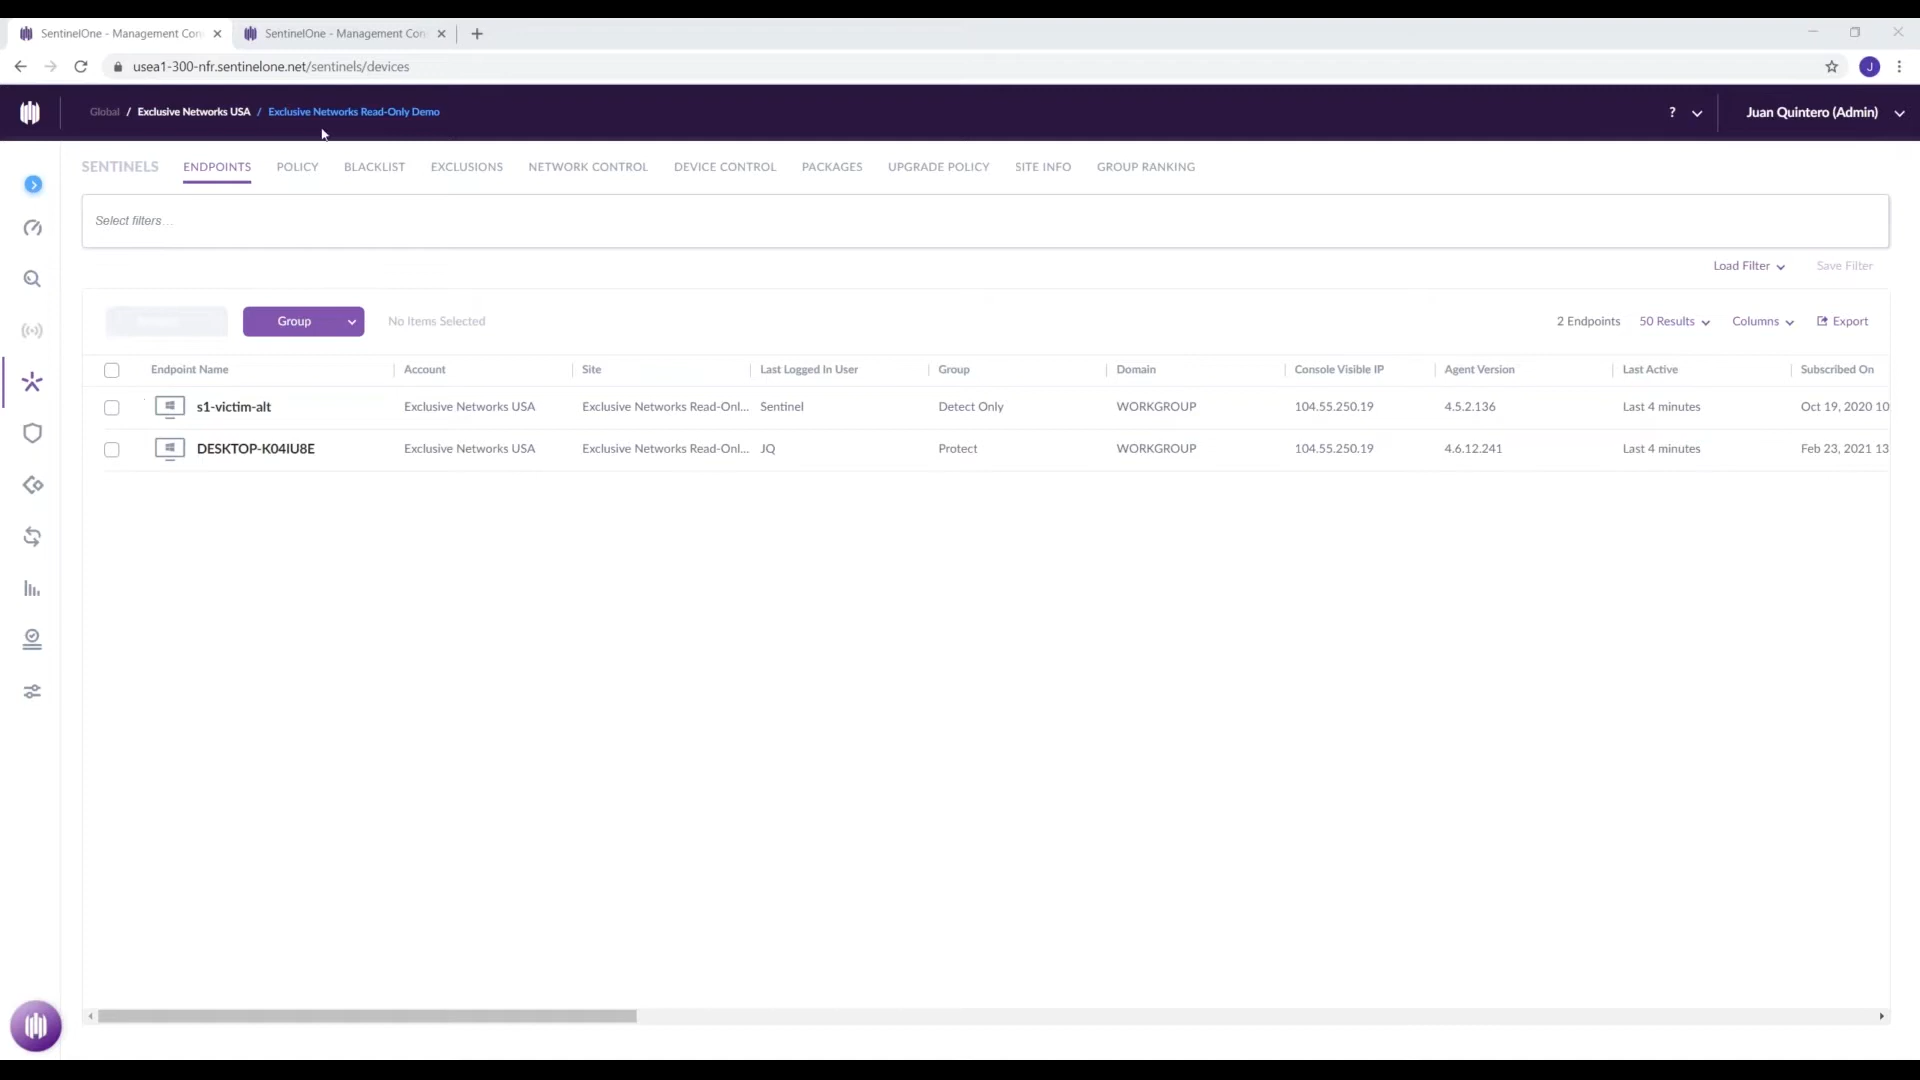 SentinelOne - Management Con
SentinelOne - Management Con
usea1-300-nfr.sentinelone.net/sentinels/devices
J
Global / Exclusive Networks USA / Exclusive Networks Read-Only Demo
?
Juan Quintero (Admin)
SENTINELS
ENDPOINTS
POLICY
BLACKLIST
EXCLUSIONS
NETWORK CONTROL
DEVICE CONTROL
PACKAGES
UPGRADE POLICY
SITE INFO
GROUP RANKING
Select filters...
Load Filter
Save Filter
Group
No Items Selected
2 Endpoints
50 Results
Columns
Export
Endpoint Name Account Site Last Logged In User Group Domain Console Visible IP Agent Version Last Active Subscribed On
s1-victim-alt Exclusive Networks USA Exclusive Networks Read-Onl... Sentinel Detect Only WORKGROUP 104.55.250.19 4.5.2.136 Last 4 minutes Oct 19, 2020 10
DESKTOP-K04IU8E Exclusive Networks USA Exclusive Networks Read-Onl... JQ Protect WORKGROUP 104.55.250.19 4.6.12.241 Last 4 minutes Feb 23, 2021 13